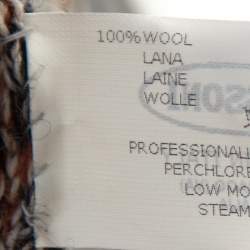 100%WOOL
LANA
LAINE
WOLLE
PROFESSIONALL
PERCHLORE
LOW MO
STEAM